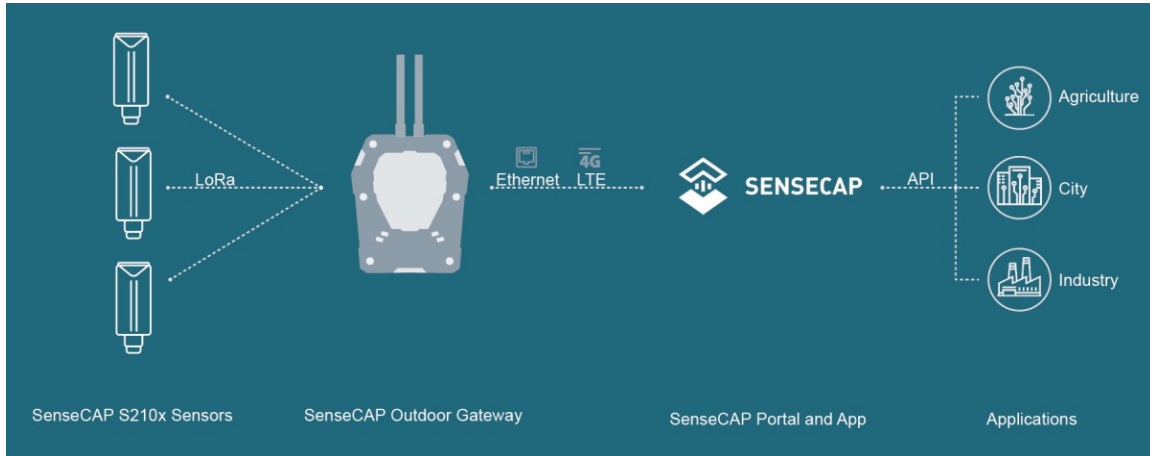 LoRa
Ethernet
4G
LTE
SENSECAP
API
Agriculture
City
Industry
SenseCAP S210x Sensors
SenseCAP Outdoor Gateway
SenseCAP Portal and App
Applications